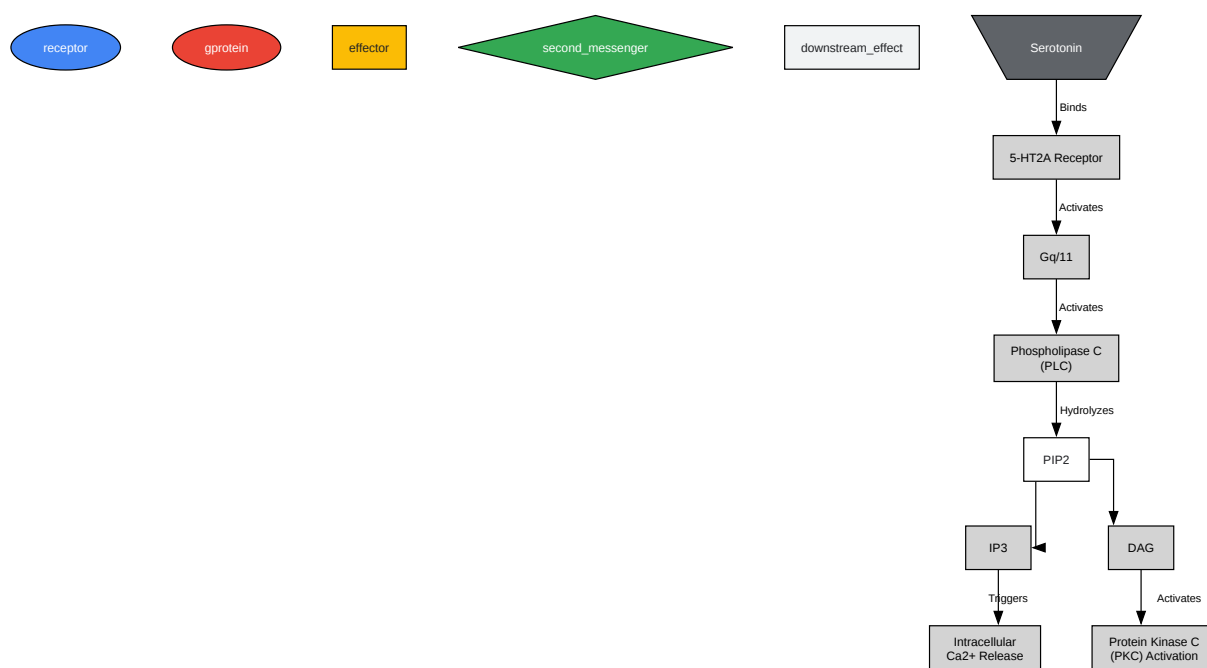 receptor
gprotein
effector
second_messenger
downstream_effect
Serotonin
Binds
5-HT2A Receptor
Activates
Gq/11
Activates
Phospholipase C
(PLC)
Hydrolyzes
PIP2
IP3
DAG
Triggers
Activates
Intracellular
Ca2+ Release
Protein Kinase C
(PKC) Activation